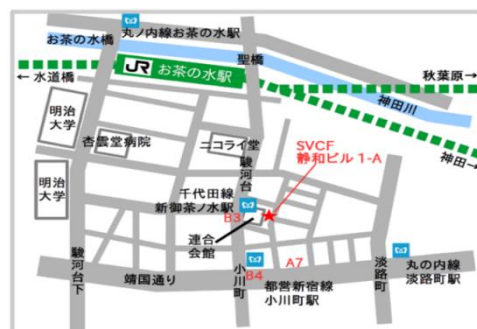 丸ノ内線お茶の水駅
お茶の水橋
聖橋
JR お茶の水駅
← 水道橋
秋葉原 →
神田川
神田→
明治
大学
杏雲堂病院
ニコライ堂
SVCF
静和ビル 1-A
明治
大学
駿河台
千代田線
新御茶ノ水駅
B3
連合
会館
駿河台下
靖国通り
小川町
B4
A7
都営新宿線
小川町駅
淡路町
丸の内線
淡路町駅